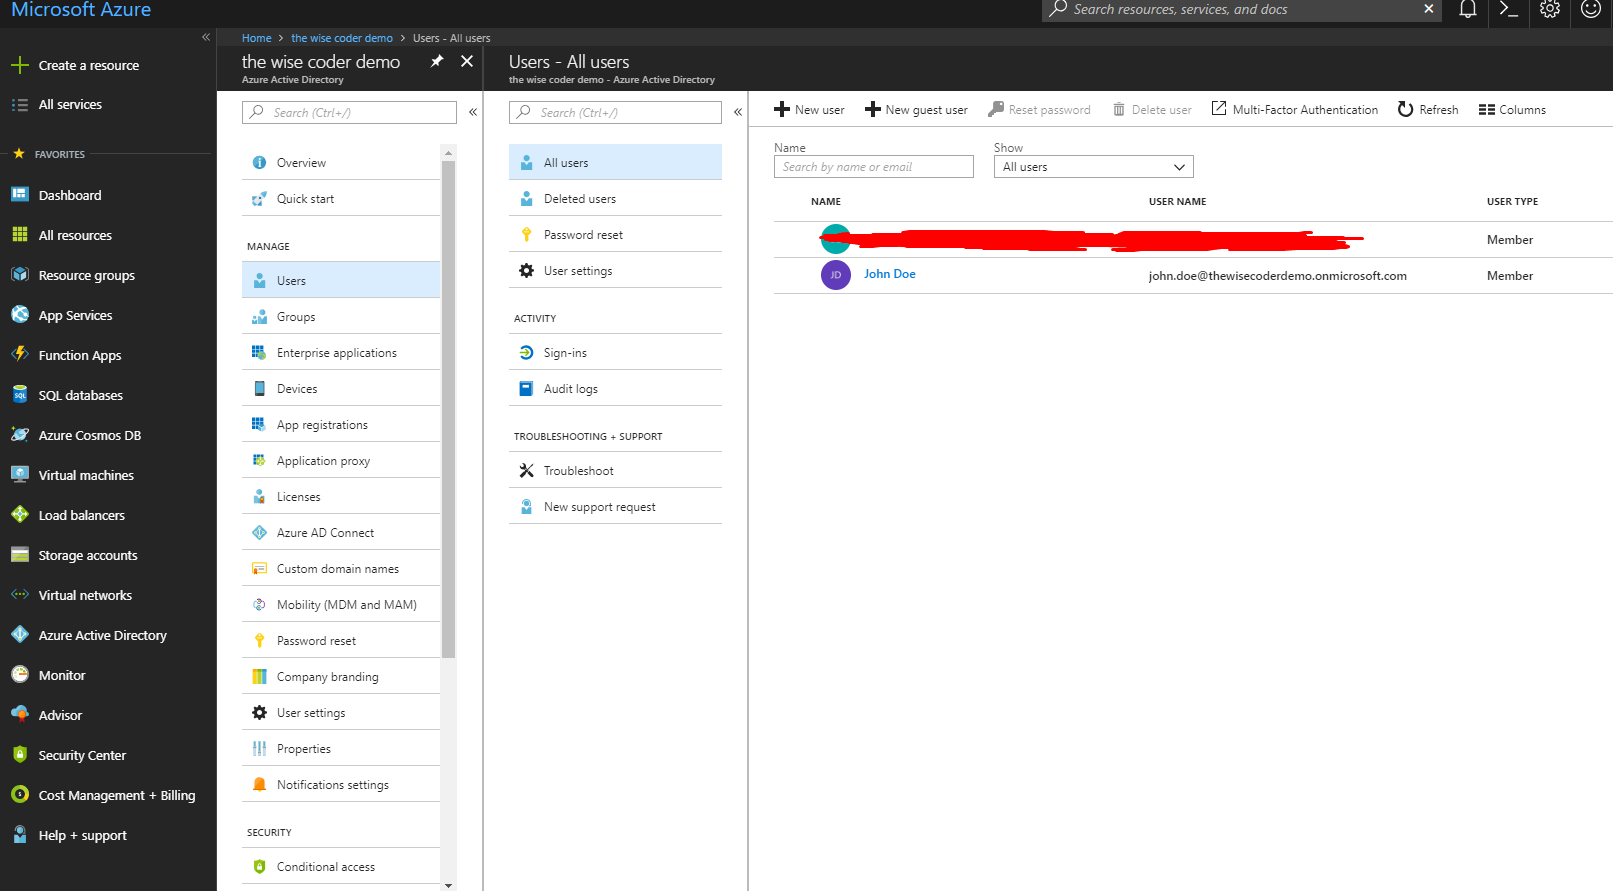 Microsoft Azure
Search resources, services, and docs
Create a resource
All services
FAVORITES
Dashboard
All resources
Resource groups
App Services
Function Apps
SQL databases
Azure Cosmos DB
Virtual machines
Load balancers
Storage accounts
Virtual networks
Azure Active Directory
Monitor
Advisor
Security Center
Cost Management + Billing
Help + support
Home > the wise coder demo > Users - All users
the wise coder demo
Azure Active Directory
Search (Ctrl+/)
Overview
Quick start
MANAGE
Users
Groups
Enterprise applications
Devices
App registrations
Application proxy
Licenses
Azure AD Connect
Custom domain names
Mobility (MDM and MAM)
Password reset
Company branding
User settings
Properties
Notifications settings
SECURITY
Conditional access
Users - All users
the wise coder demo - Azure Active Directory
Search (Ctrl+/)
All users
Deleted users
Password reset
User settings
ACTIVITY
Sign-ins
Audit logs
TROUBLESHOOTING + SUPPORT
Troubleshoot
New support request
New user New guest user Reset password Delete user Multi-Factor Authentication Refresh Columns
Name Show
Search by name or email All users
NAME USER NAME USER TYPE
Member
JD John Doe john.doe@thewisecoderdemo.onmicrosoft.com Member